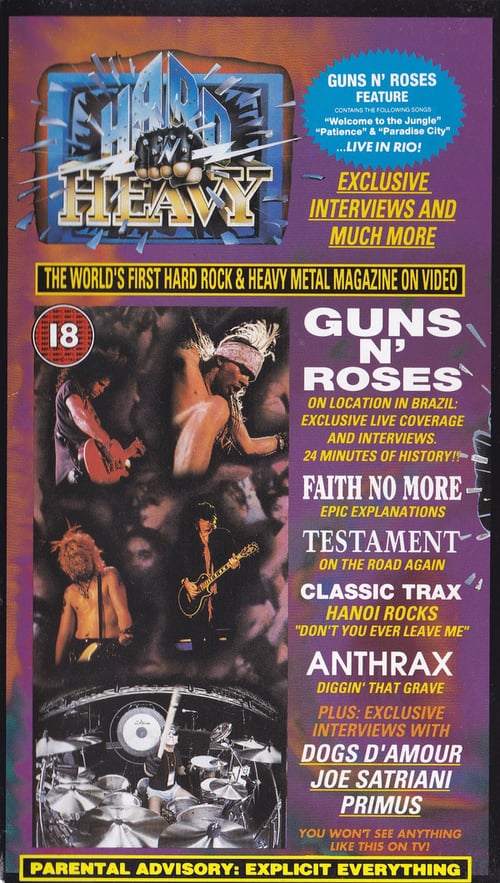 HARD
'N'
HEAVY
GUNS N' ROSES
FEATURE
CONTAINS THE FOLLOWING SONGS
"Welcome to the Jungle"
"Patience" & "Paradise City"
...LIVE IN RIO!
EXCLUSIVE
INTERVIEWS AND
MUCH MORE
THE WORLD'S FIRST HARD ROCK & HEAVY METAL MAGAZINE ON VIDEO
18
GUNS
N'
ROSES
ON LOCATION IN BRAZIL:
EXCLUSIVE LIVE COVERAGE
AND INTERVIEWS.
24 MINUTES OF HISTORY!!
FAITH NO MORE
EPIC EXPLANATIONS
TESTAMENT
ON THE ROAD AGAIN
CLASSIC TRAX
HANOI ROCKS
"DON'T YOU EVER LEAVE ME"
ANTHRAX
DIGGIN' THAT GRAVE
PLUS: EXCLUSIVE
INTERVIEWS WITH
DOGS D'AMOUR
JOE SATRIANI
PRIMUS
YOU WON'T SEE ANYTHING
LIKE THIS ON TV!
PARENTAL ADVISORY: EXPLICIT EVERYTHING